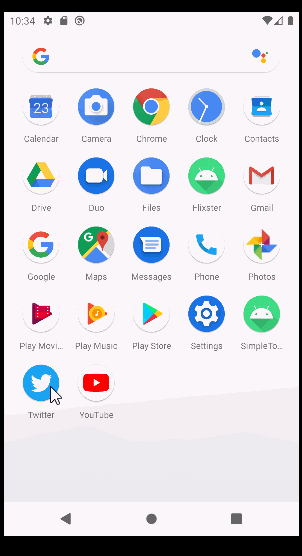 10:34
Calendar Camera Chrome Clock Contacts
Drive Duo Files Flixster Gmail
Google Maps Messages Phone Photos
Play Movi... Play Music Play Store Settings SimpleTo...
Twitter YouTube